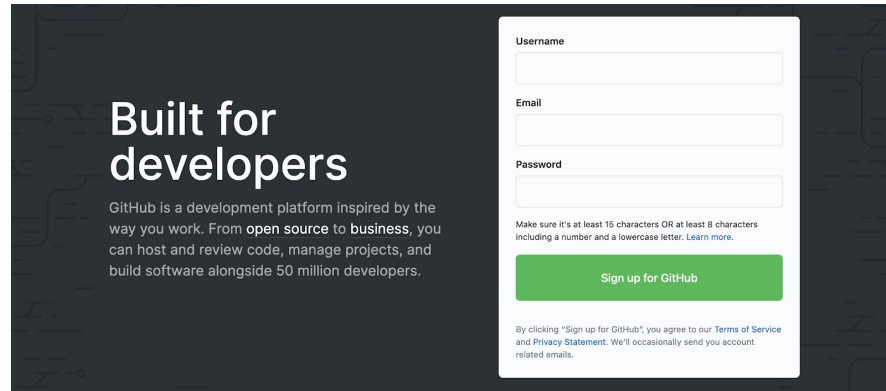 Built for
developers
GitHub is a development platform inspired by the
way you work. From open source to business, you
can host and review code, manage projects, and
build software alongside 50 million developers.
Username
Email
Password
Make sure it's at least 15 characters OR at least 8 characters
including a number and a lowercase letter. Learn more.
Sign up for GitHub
By clicking “Sign up for GitHub”, you agree to our Terms of Service
and Privacy Statement. We'll occasionally send you account
related emails.